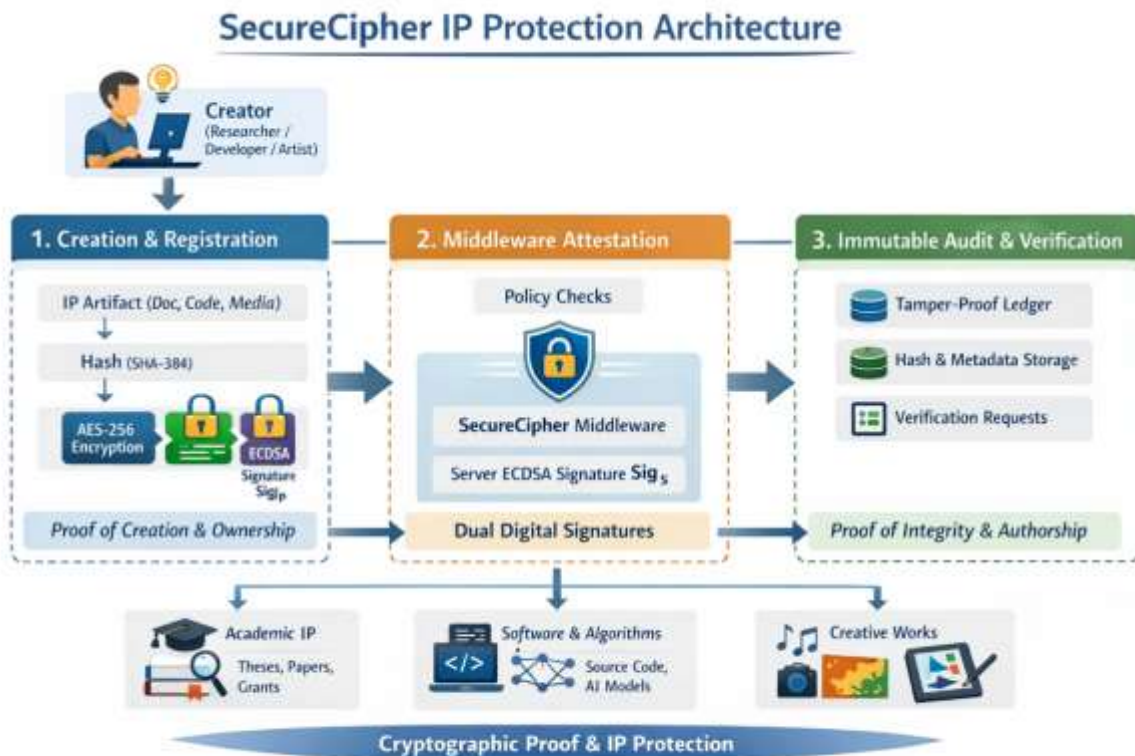 SecureCipher IP Protection Architecture
Creator
(Researcher /
Developer / Artist)
1. Creation & Registration
IP Artifact (Doc, Code, Media)
Hash (SHA-384)
AES-256
Encryption
ECDSA
Signature
Sig
Proof of Creation & Ownership
2. Middleware Attestation
Policy Checks
SecureCipher Middleware
Server ECDSA Signature Sig s
Dual Digital Signatures
3. Immutable Audit & Verification
Tamper-Proof Ledger
Hash & Metadata Storage
Verification Requests
Proof of Integrity & Authorship
Academic IP
Theses, Papers,
Grants
Software & Algorithms
</>
Source Code,
AI Models
Creative Works
Cryptographic Proof & IP Protection